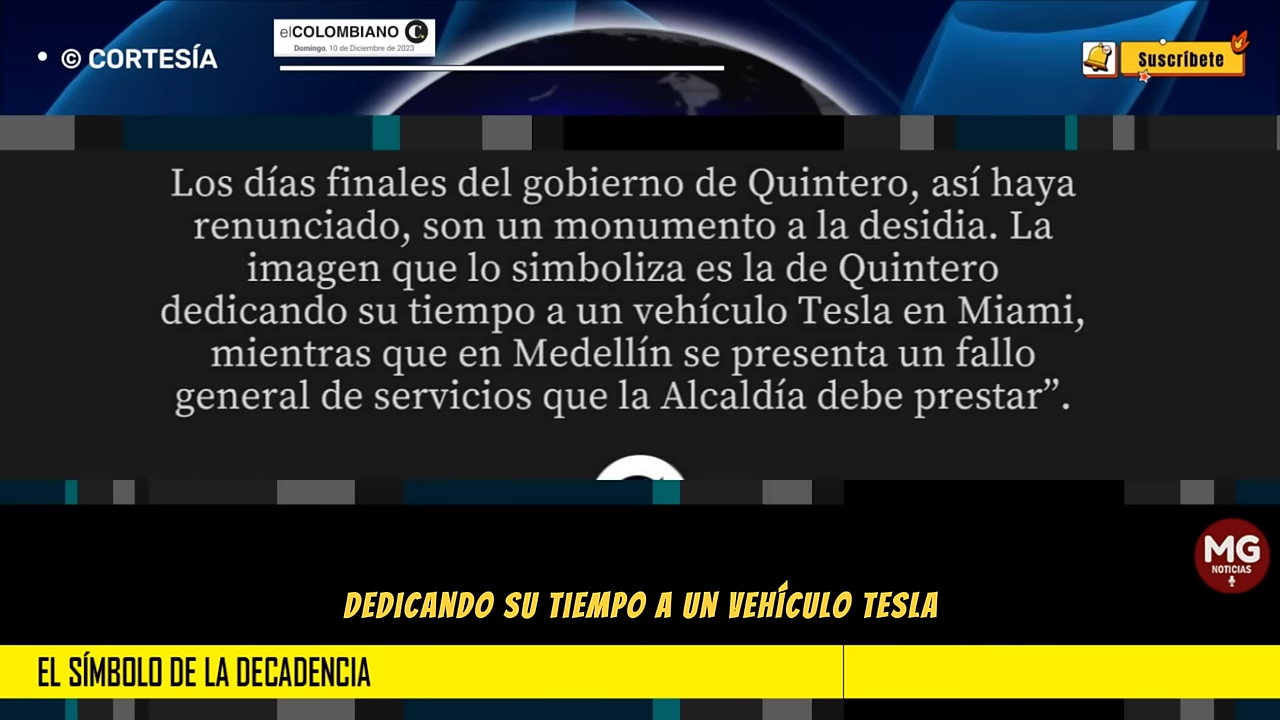 • © CORTESÍA
elCOLOMBIANO C
Domingo, 10 de Diciembre de 2023
Suscríbete
Los días finales del gobierno de Quintero, así haya
renunciado, son un monumento a la desidia. La
imagen que lo simboliza es la de Quintero
dedicando su tiempo a un vehículo Tesla en Miami,
mientras que en Medellín se presenta un fallo
general de servicios que la Alcaldía debe prestar”.
MG
NOTICIAS
DEDICANDO SU TIEMPO A UN VEHÍCULO TESLA
EL SÍMBOLO DE LA DECADENCIA